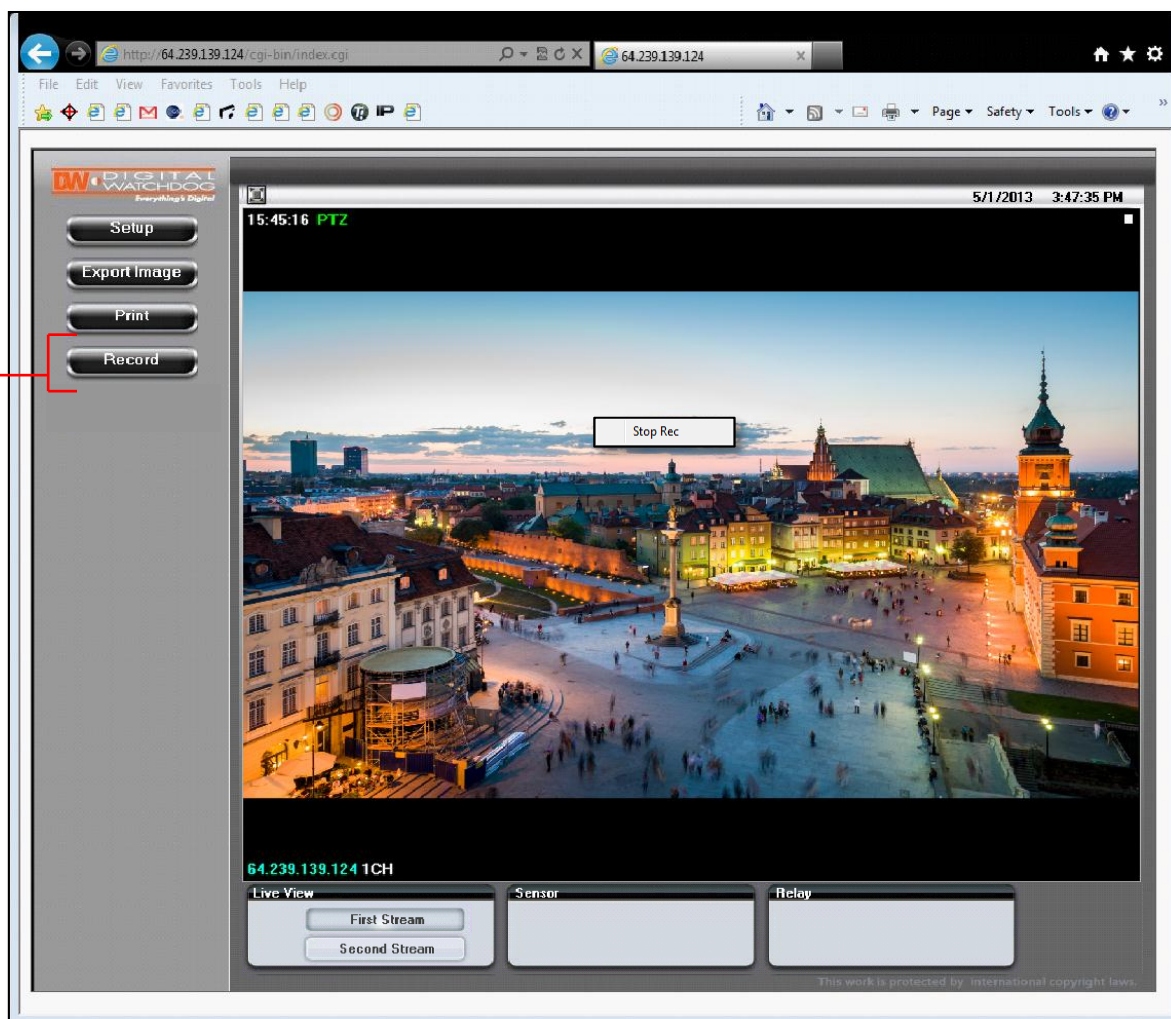 http://64.239.139.124/cgi-bin/index.cgi
64.239.139.124
File Edit View Favorites Tools Help
Page Safety Tools
DW DIGITAL WATCHDOG
Everything's Digital
5/1/2013 3:47:35 PM
Setup
Export Image
Print
Record
15:45:16 PTZ
Stop Rec
64.239.139.124 1CH
Live View
First Stream
Second Stream
Sensor
Relay
This work is protected by international copyright laws.